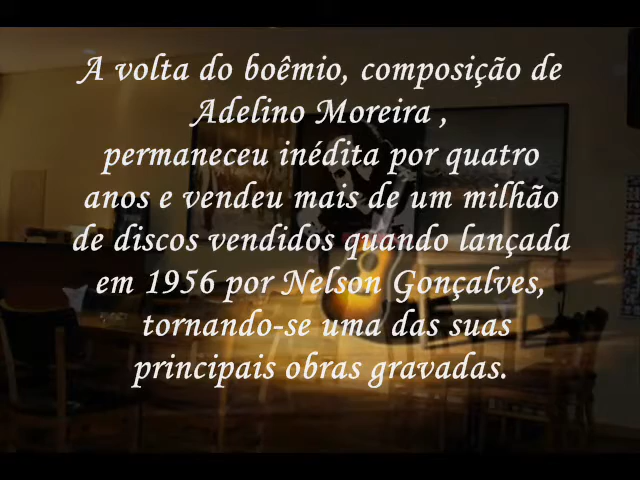 A volta do boêmio, composição de
Adelino Moreira ,
permaneceu inédita por quatro
anos e vendeu mais de um milhão
de discos vendidos quando lançada
em 1956 por Nelson Gonçalves,
tornando-se uma das suas
principais obras gravadas.